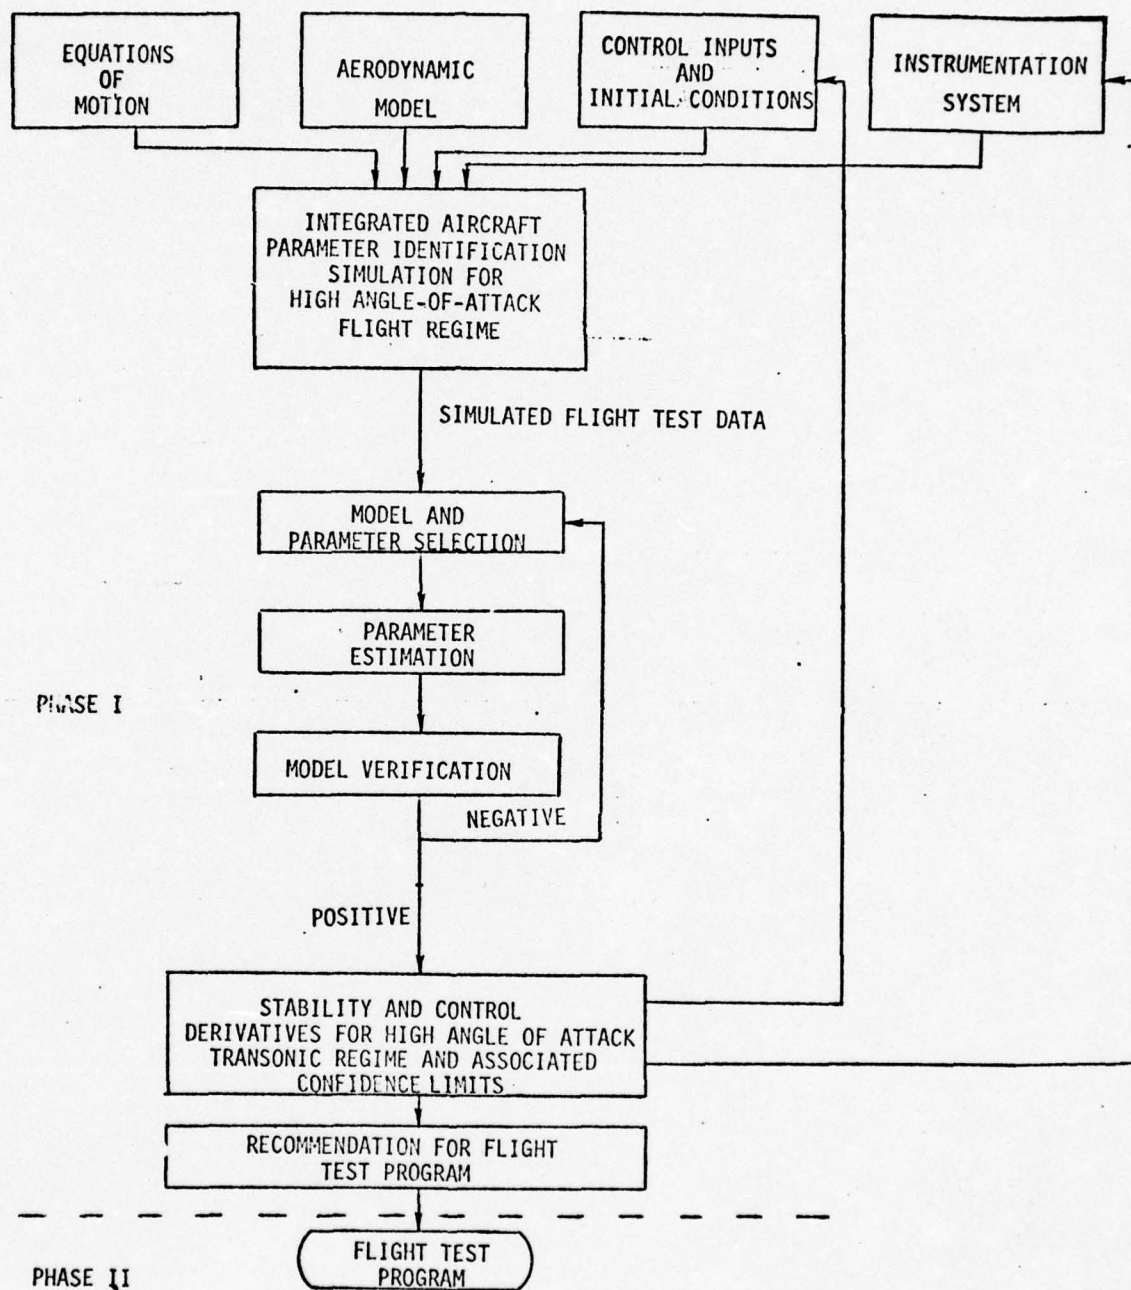 EQUATIONS
OF
MOTION
AERODYNAMIC
MODEL
CONTROL INPUTS
AND
INITIAL CONDITIONS
INSTRUMENTATION
SYSTEM
INTEGRATED AIRCRAFT
PARAMETER IDENTIFICATION
SIMULATION FOR
HIGH ANGLE-OF-ATTACK
FLIGHT REGIME
SIMULATED FLIGHT TEST DATA
MODEL AND
PARAMETER SELECTION
PARAMETER
ESTIMATION
PHASE I
MODEL VERIFICATION
NEGATIVE
POSITIVE
STABILITY AND CONTROL
DERIVATIVES FOR HIGH ANGLE OF ATTACK
TRANSONIC REGIME AND ASSOCIATED
CONFIDENCE LIMITS
RECOMMENDATION FOR FLIGHT
TEST PROGRAM
FLIGHT TEST
PROGRAM
PHASE II